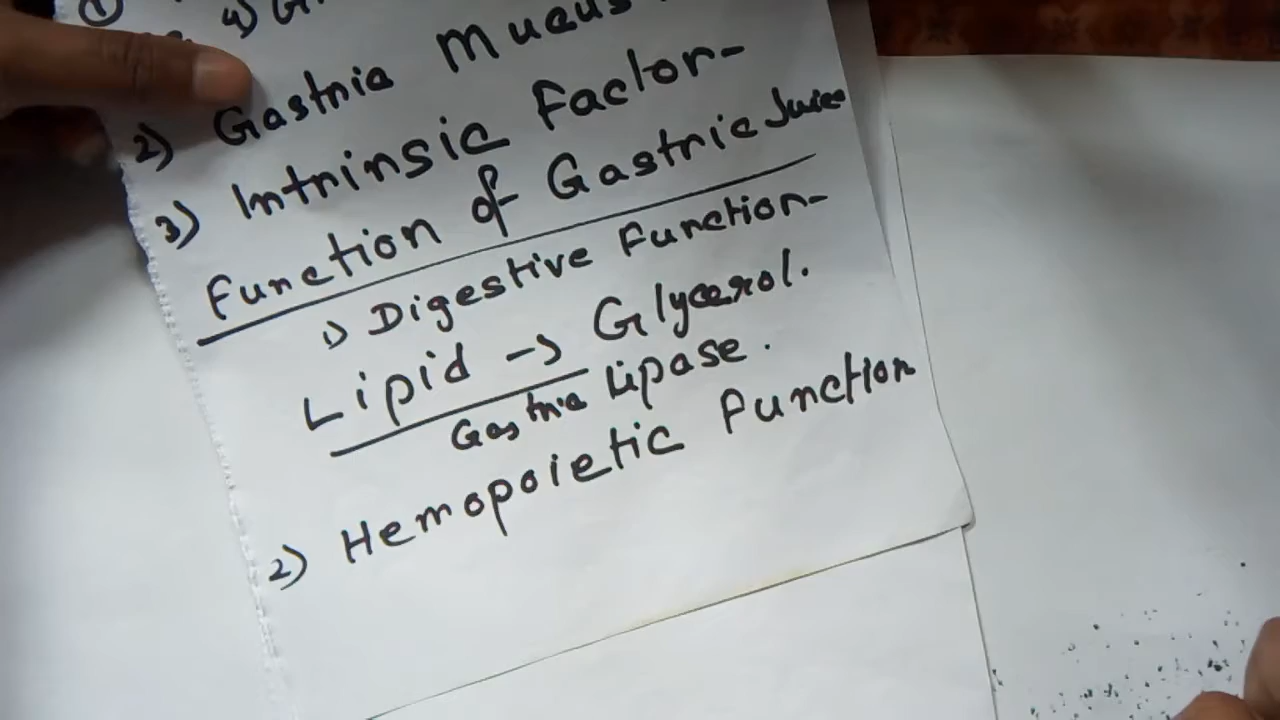 ①
2) Gastric Mucus
3) Intrinsic Factor-
Function of Gastric Juice
1) Digestive Function-
Lipid → Glycerol.
Gastric Lipase.
2) Hemopoietic Function